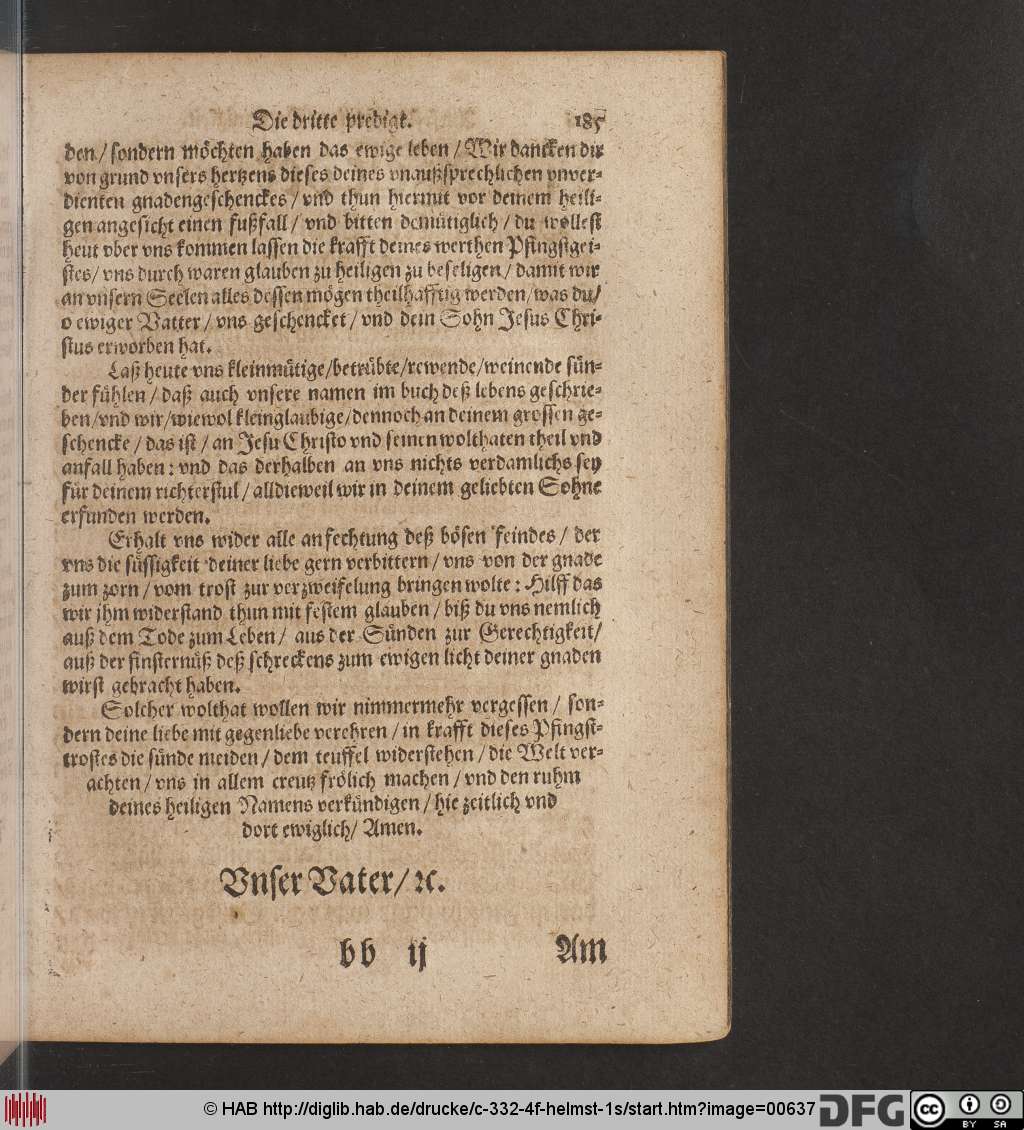 Die dritte predigt. 185
den/ sondern möchten haben das ewige leben/ Wir dancken dir
von grund vnsers hertzens dieses deines vnaußsprechlichen vnver-
dienten gnadengeschenckes/ vnd thun hiermit vor deinem heili-
gen angesicht einen fußfall/ vnd bitten demütiglich/ du wollest
heut vber vns kommen lassen die krafft deines werthen Pfingstgei-
stes/ vns durch waren glauben zu heiligen zu beseligen/ damit wir
an vnsern Seelen alles dessen mögen theilhafftig werden/ was du/
o ewiger Vatter/ vns geschencket/ vnd dein Sohn Jesus Chri-
stus erworben hat.
Laß heute vns kleinmütige/ betrübte/ rewende/ weinende sün-
der fühlen/ daß auch vnsere namen im buch deß lebens geschrie-
ben/ vnd wir/ wiewol kleinglaubige/ dennoch an deinem grossen ge-
schencke/ das ist/ an Jesu Christo vnd seinen wolthaten theil vnd
anfall haben: vnd das derhalben an vns nichts verdamlichs sey
für deinem richterstul/ alldieweil wir in deinem geliebten Sohne
erfunden werden.
Erhalt vns wider alle anfechtung deß bösen feindes/ der
vns die süssigkeit deiner liebe gern verbittern/ vns von der gnade
zum zorn/ vom trost zur verzweifelung bringen wolte: Hilff das
wir jhm widerstand thun mit festem glauben/ biß du vns nemlich
auß dem Tode zum Leben/ aus der Sünden zur Gerechtigkeit/
auß der finsternüß deß schreckens zum ewigen licht deiner gnaden
wirst gebracht haben.
Solcher wolthat wollen wir nimmermehr vergessen/ son-
dern deine liebe mit gegenliebe verehren/ in krafft dieses Pfingst-
trostes die sünde meiden/ dem teuffel widerstehen/ die Welt ver-
achten/ vns in allem creutz frölich machen/ vnd den ruhm
deines heiligen Namens verkündigen/ hie zeitlich vnd
dort ewiglich/ Amen.
Vnser Vater/ ꝛc.
bb ij Am
© HAB http://diglib.hab.de/drucke/c-332-4f-helmst-1s/start.htm?image=00637 DFG cc BY SA